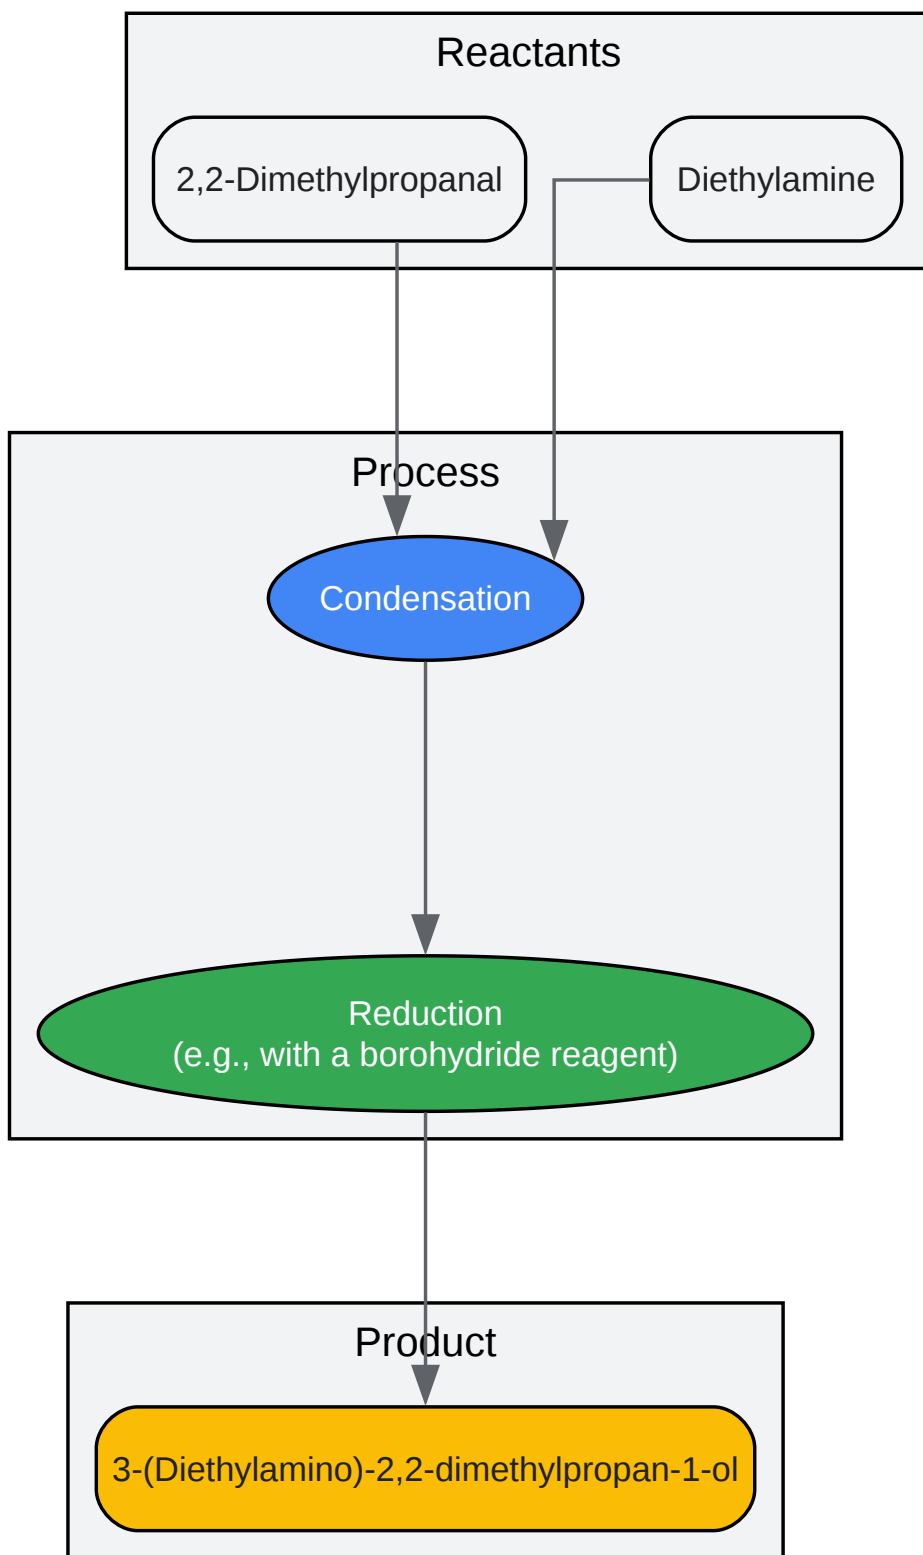 Reactants
2,2-Dimethylpropanal
Diethylamine
Process
Condensation
Reduction
(e.g., with a borohydride reagent)
Product
3-(Diethylamino)-2,2-dimethylpropan-1-ol